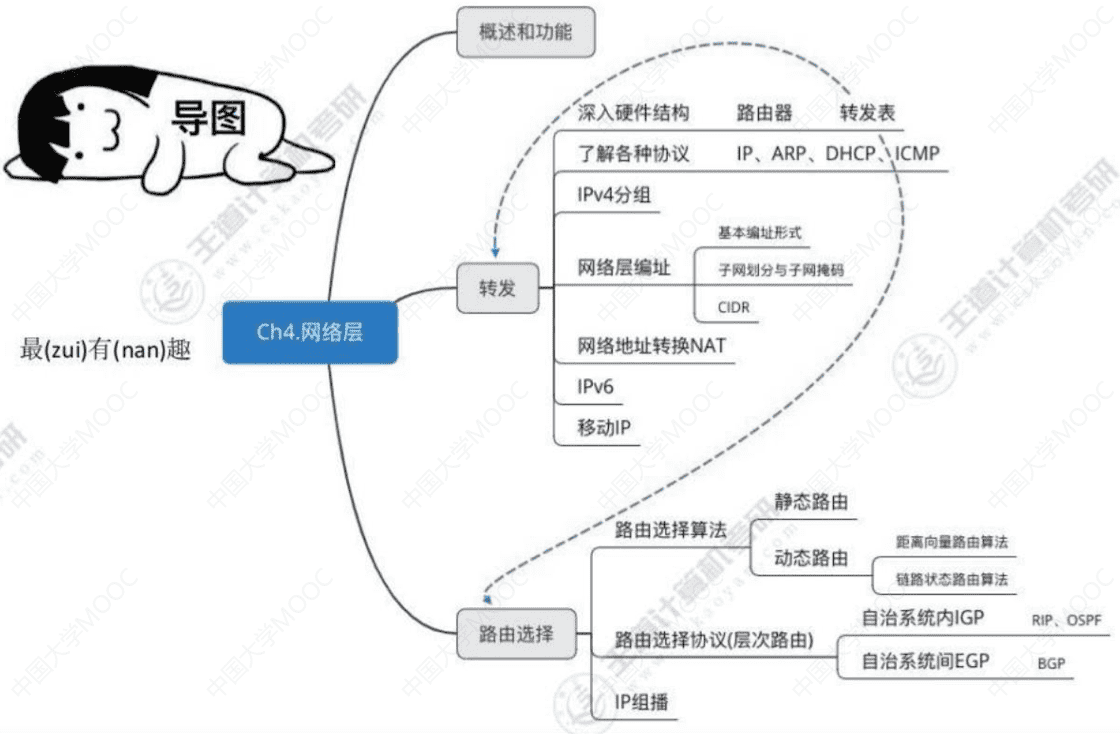 概述和功能
导图
深入硬件结构 路由器 转发表
了解各种协议 IP、ARP、DHCP、ICMP
IPv4分组
基本编址形式
网络层编址
子网划分与子网掩码
CIDR
转发
Ch4.网络层
最(zui)有(nan)趣
网络地址转换NAT
IPv6
移动IP
静态路由
路由选择算法
动态路由
距离向量路由算法
链路状态路由算法
路由选择
路由选择协议(层次路由)
自治系统内IGP RIP、OSPF
自治系统间EGP BGP
IP组播
王道计算机考研
www.cskaoyan.com
中国大学MOOC